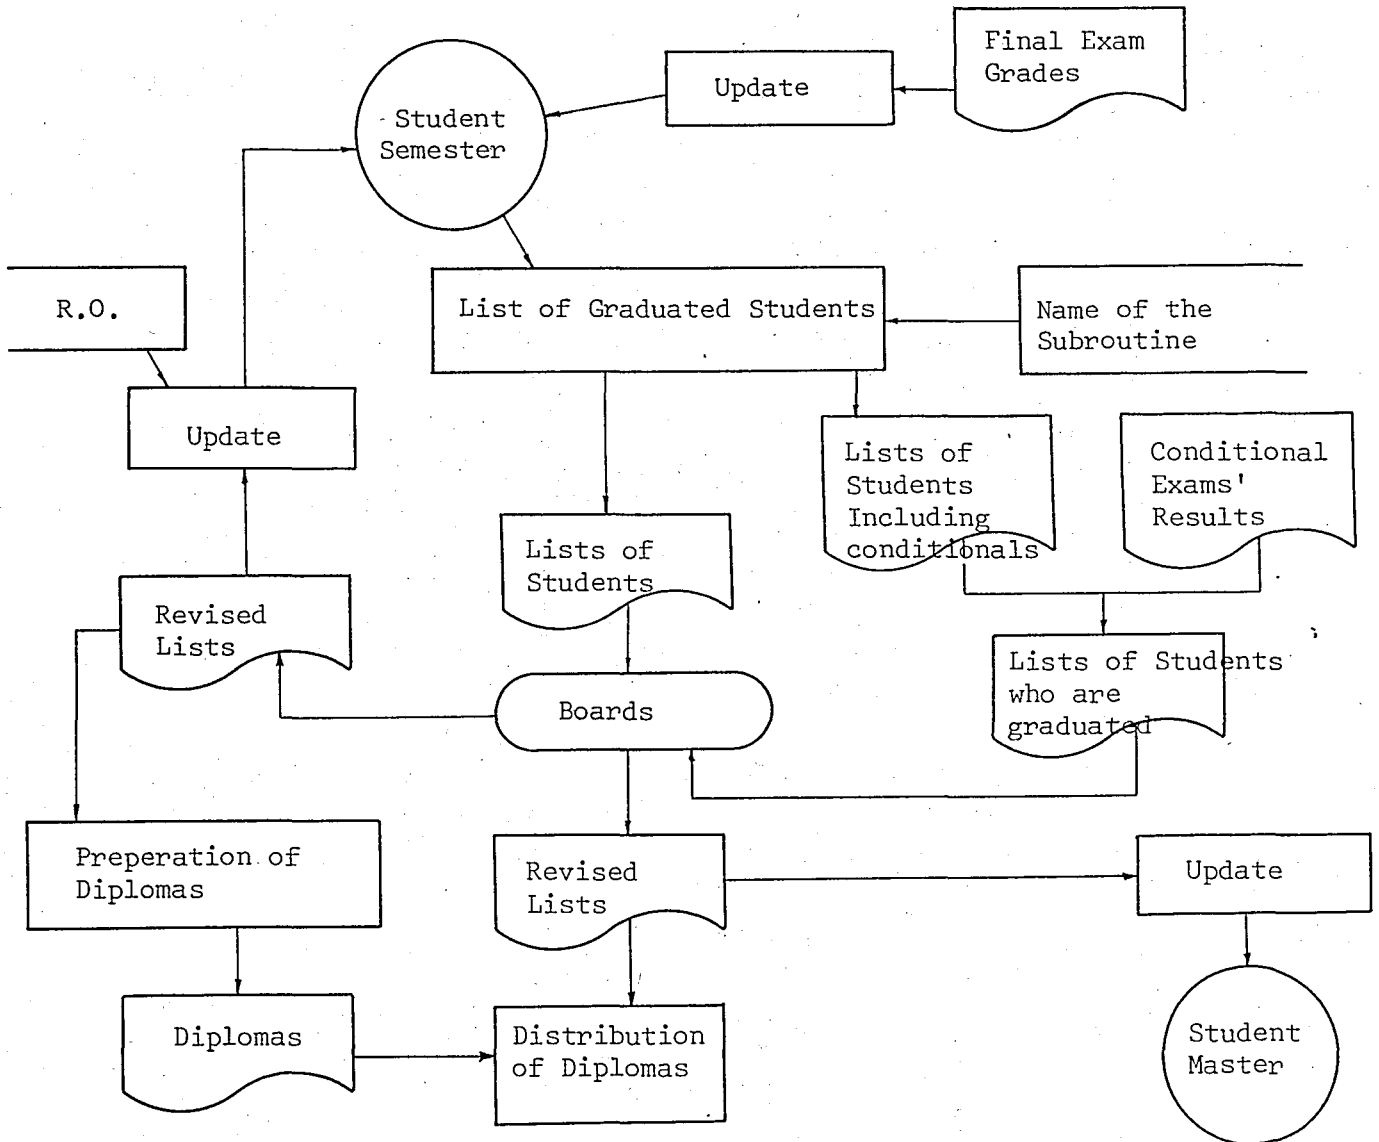 Final Exam
Grades
Update
Student
Semester
R.O.
List of Graduated Students
Name of the
Subroutine
Update
Lists of
Students
Including
conditionals
Conditional
Exams'
Results
Lists of
Students
Revised
Lists
Lists of Students
who are
graduated
Boards
Preperation of
Diplomas
Revised
Lists
Update
Diplomas
Distribution
of Diplomas
Student
Master